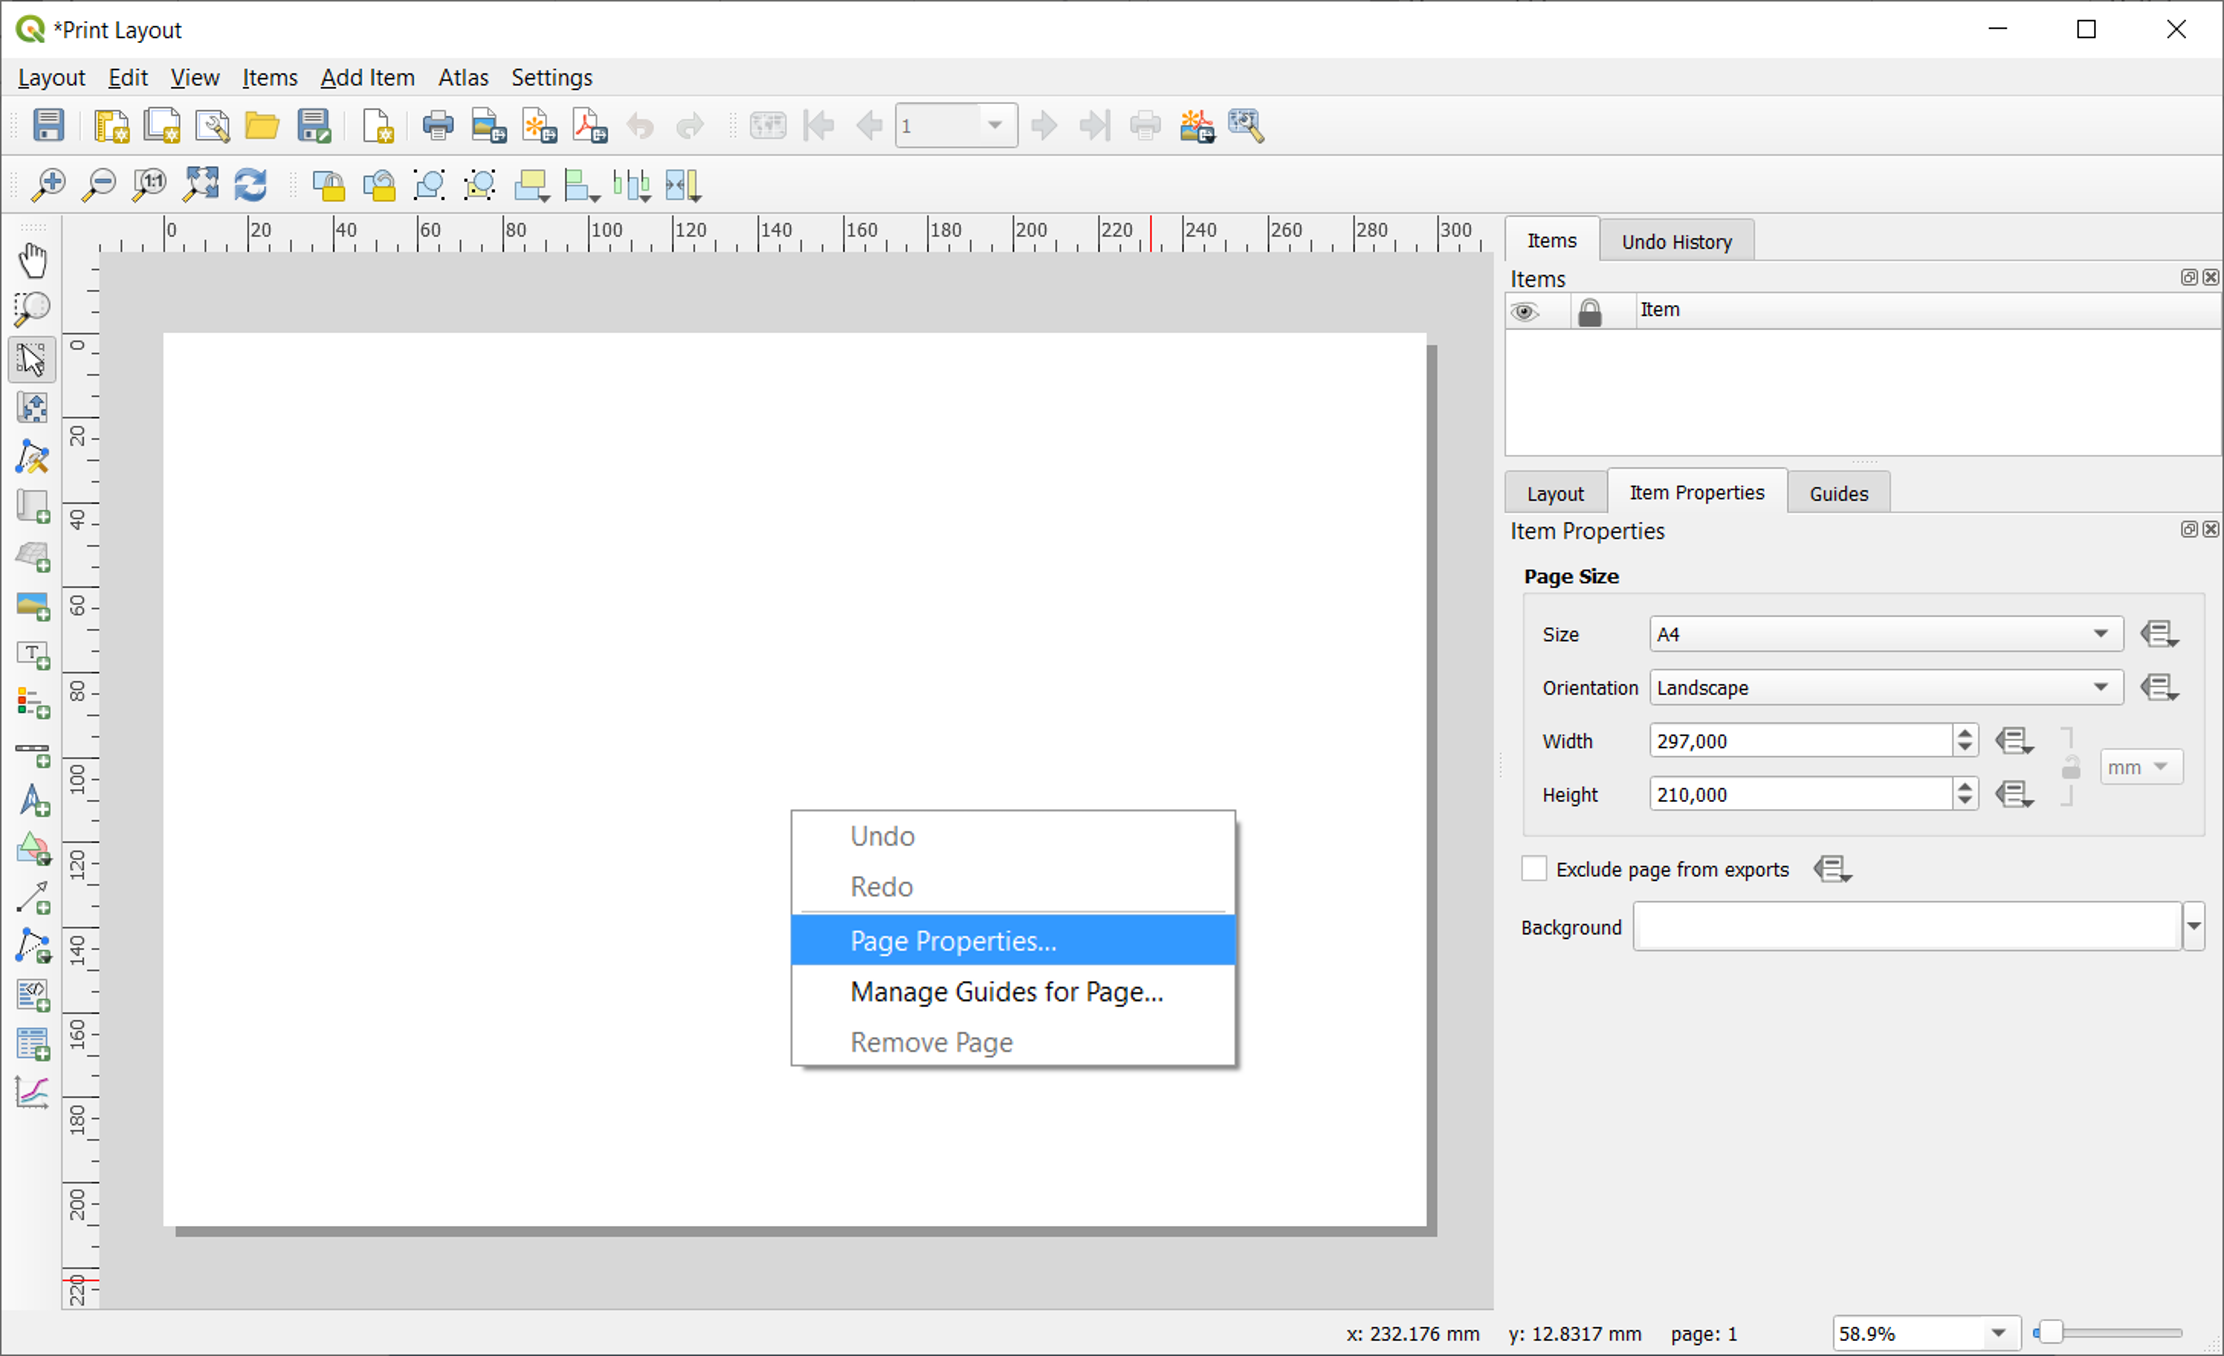 *Print Layout
Layout Edit View Items Add Item Atlas Settings
1
1:1
0 20 40 60 80 100 120 140 160 180 200 220 240 260 280 300
0
20
40
60
80
100
120
140
160
180
200
220
T
Undo
Redo
Page Properties...
Manage Guides for Page...
Remove Page
Items Undo History
Items
Item
Layout Item Properties Guides
Item Properties
Page Size
Size A4
Orientation Landscape
Width 297,000
mm
Height 210,000
Exclude page from exports
Background
x: 232.176 mm y: 12.8317 mm page: 1 58.9%